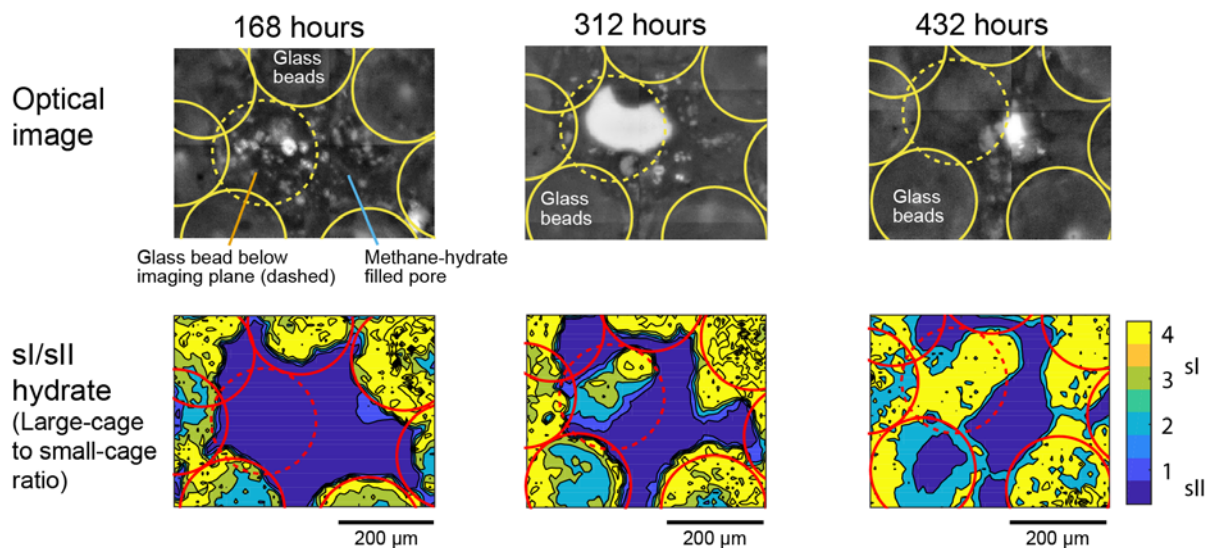 168 hours
312 hours
432 hours
Optical
image
Glass
beads
Glass
beads
Glass
beads
Glass bead below
imaging plane (dashed)
Methane-hydrate
filled pore
sI/sII
hydrate
(Large-cage
to small-cage
ratio)
4
sI
3
2
1
sII
200 µm
200 µm
200 µm